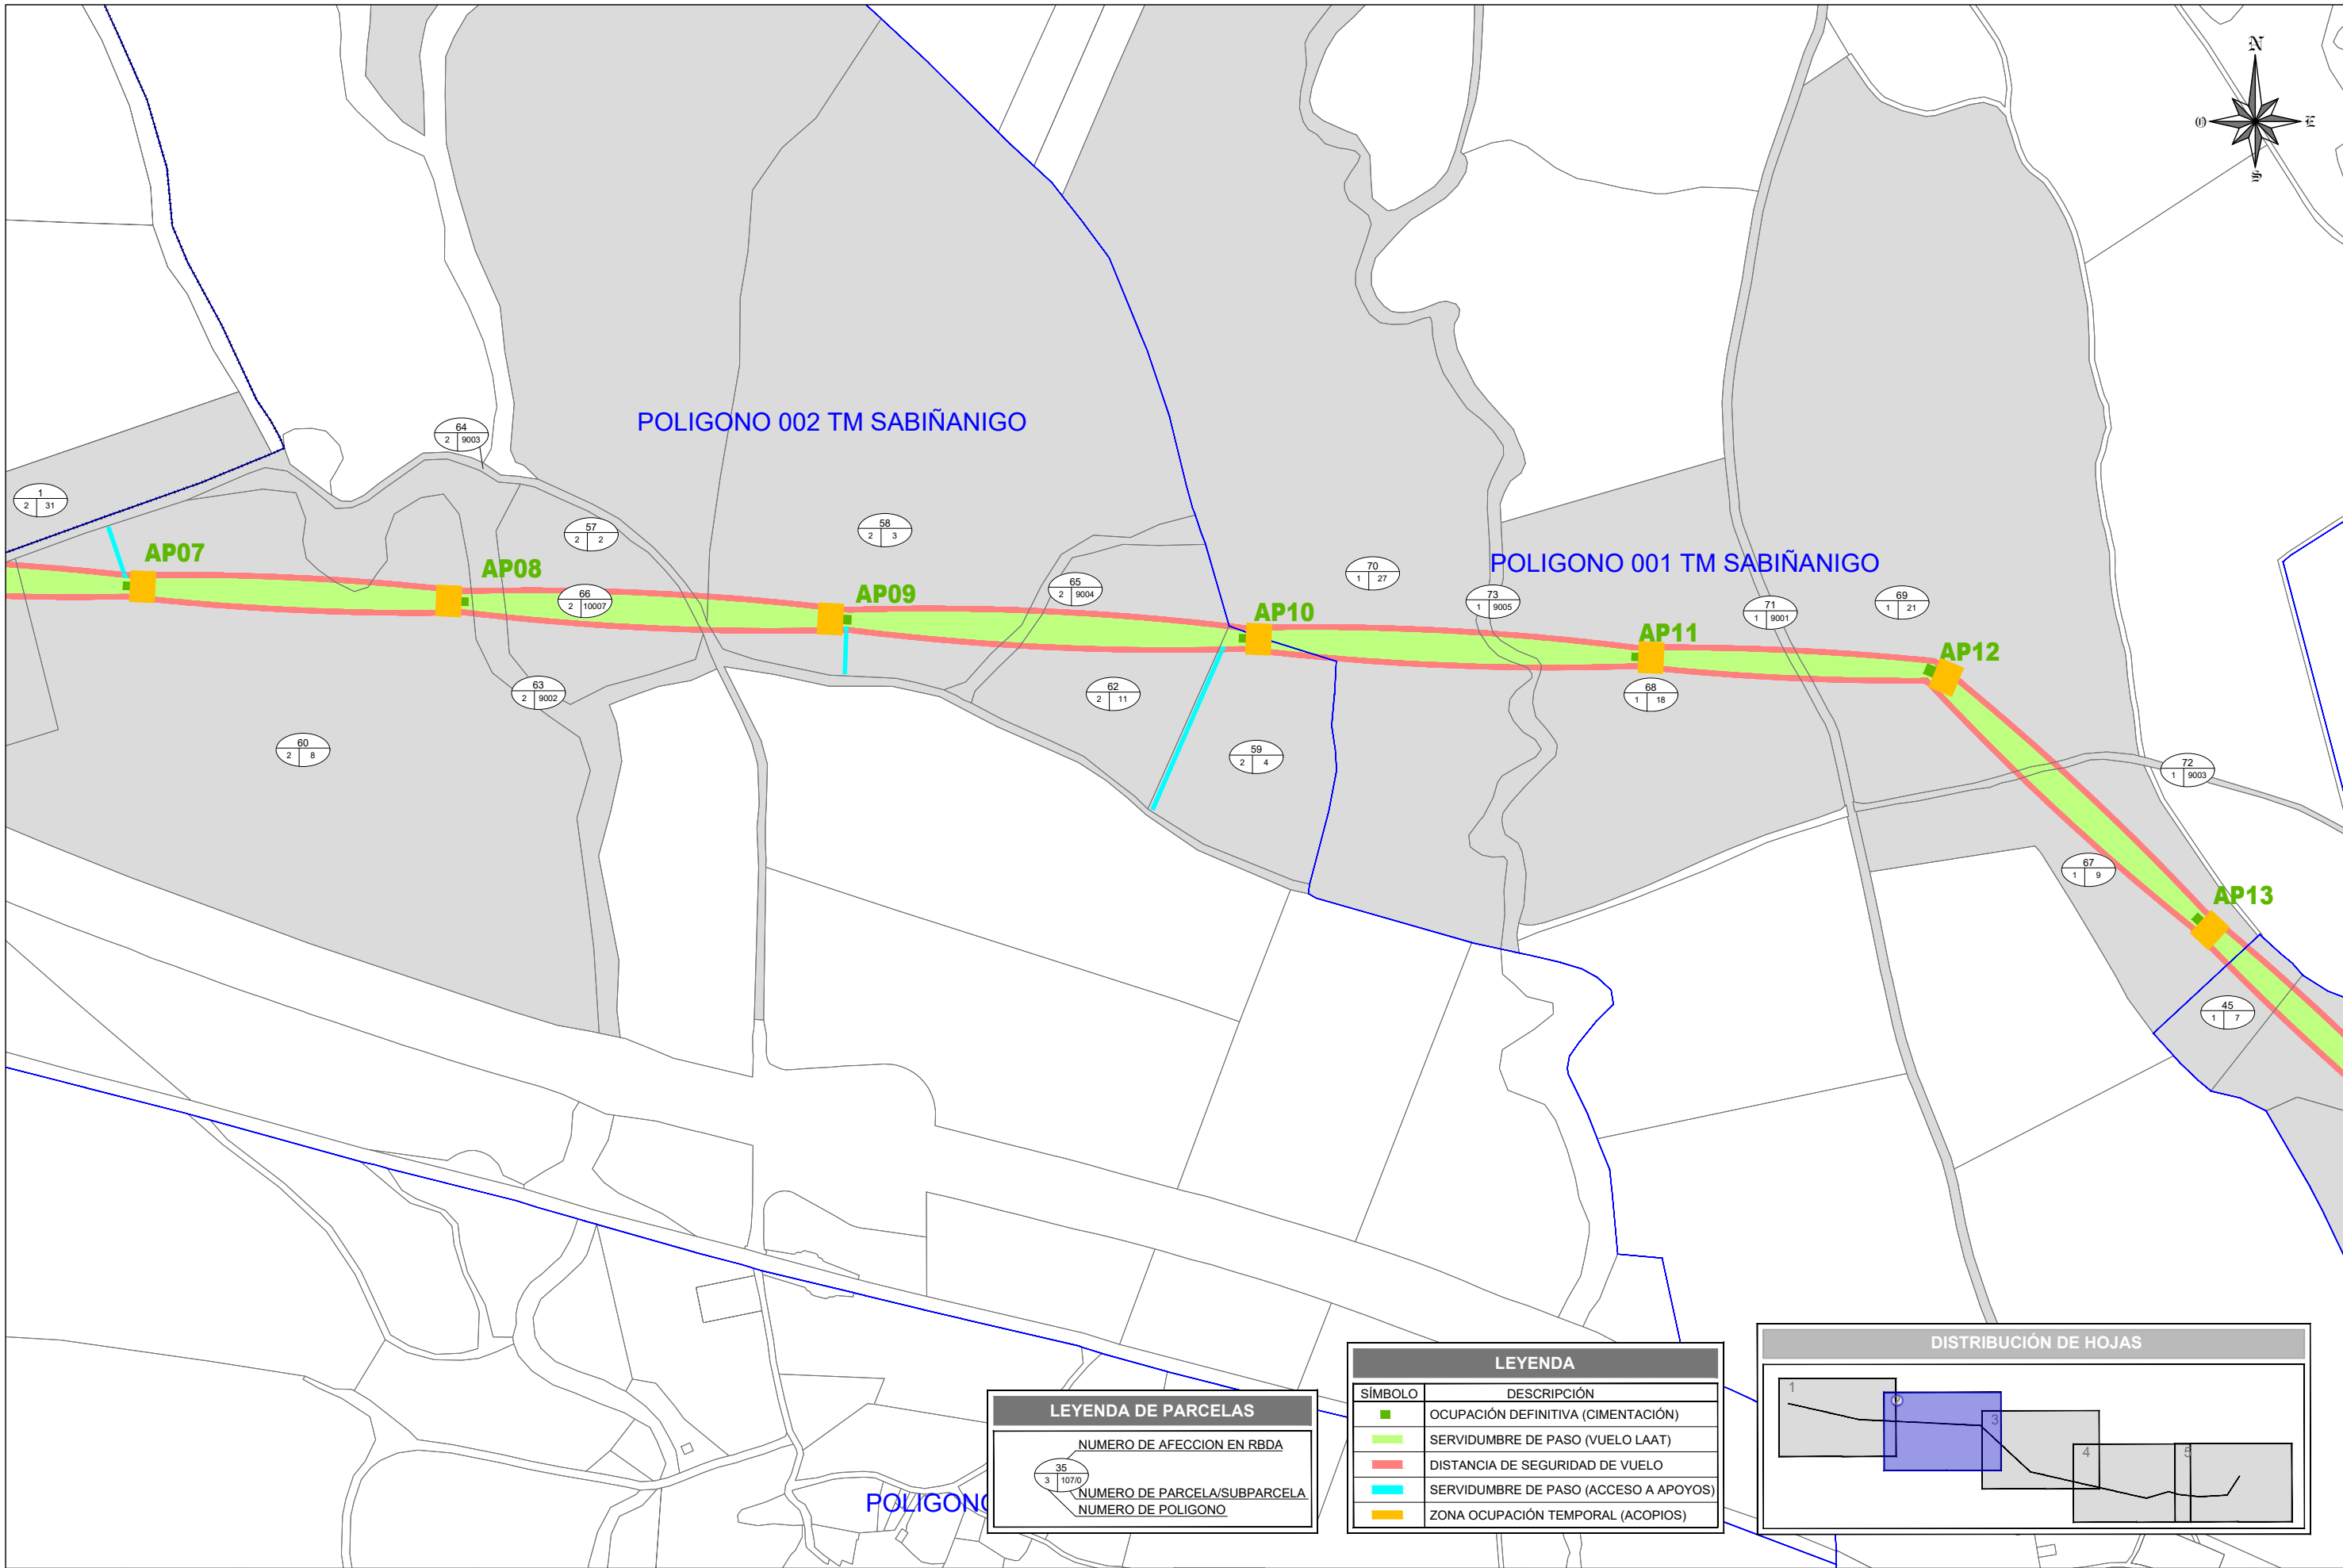 N
O
E
S
POLIGONO 002 TM SABIÑANIGO
64
2 9003
1
2 31
57
2 2
58
2 3
AP07
AP08
66
2 10007
AP09
65
2 9004
70
1 27
POLIGONO 001 TM SABIÑANIGO
73
1 9005
71
1 9001
69
1 21
AP10
AP11
AP12
63
2 9002
62
2 11
68
1 18
60
2 8
59
2 4
72
1 9003
67
1 9
AP13
45
1 7
POLIGONO
LEYENDA DE PARCELAS
NUMERO DE AFECCION EN RBDA
35
3 107/0
NUMERO DE PARCELA/SUBPARCELA
NUMERO DE POLIGONO
LEYENDA
SÍMBOLO DESCRIPCIÓN
OCUPACIÓN DEFINITIVA (CIMENTACIÓN)
SERVIDUMBRE DE PASO (VUELO LAAT)
DISTANCIA DE SEGURIDAD DE VUELO
SERVIDUMBRE DE PASO (ACCESO A APOYOS)
ZONA OCUPACIÓN TEMPORAL (ACOPIOS)
DISTRIBUCIÓN DE HOJAS
1
2
3
4
5